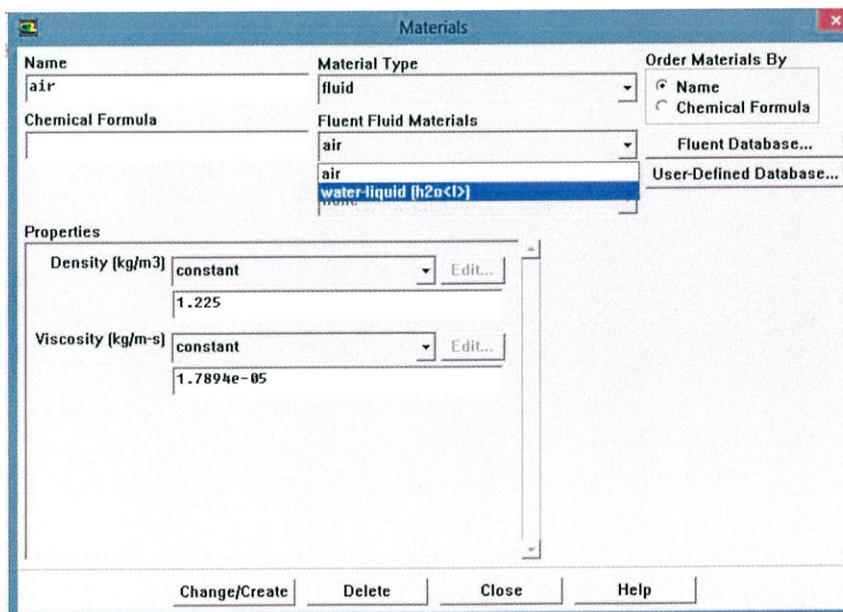 Materials
Name
air
Material Type
fluid
Order Materials By
Name
Chemical Formula
Chemical Formula
Fluent Fluid Materials
air
air
water-liquid (h2o<l>)
none
Fluent Database...
User-Defined Database...
Properties
Density (kg/m3)
constant
Edit...
1.225
Viscosity (kg/m-s)
constant
Edit...
1.7894e-05
Change/Create
Delete
Close
Help